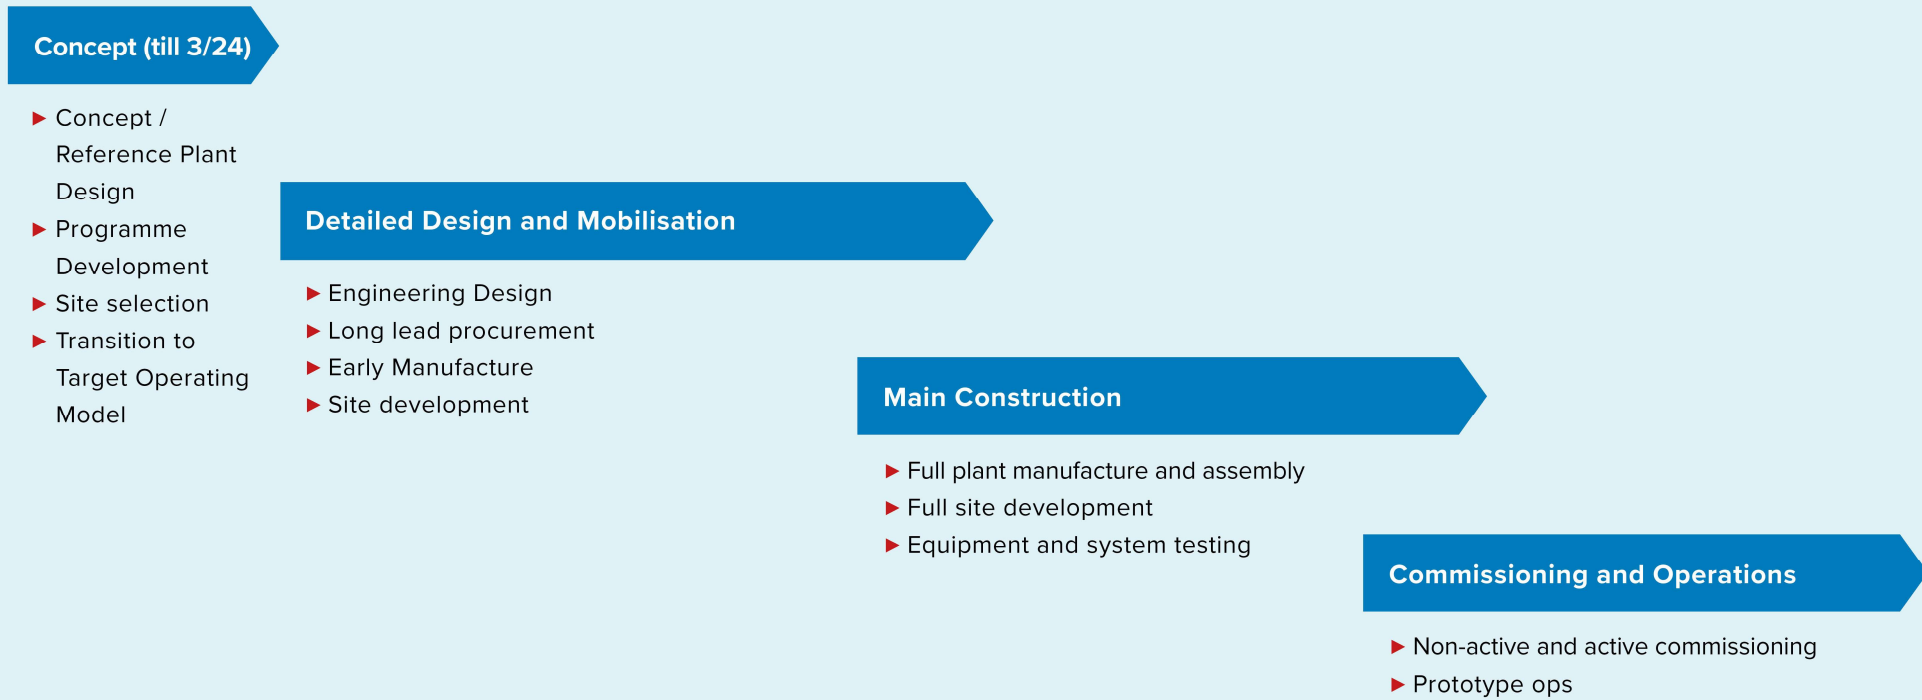 Concept (till 3/24)
Concept /
Reference Plant
Design
Programme
Development
Site selection
Transition to
Target Operating
Model
Detailed Design and Mobilisation
Engineering Design
Long lead procurement
Early Manufacture
Site development
Main Construction
Full plant manufacture and assembly
Full site development
Equipment and system testing
Commissioning and Operations
Non-active and active commissioning
Prototype ops